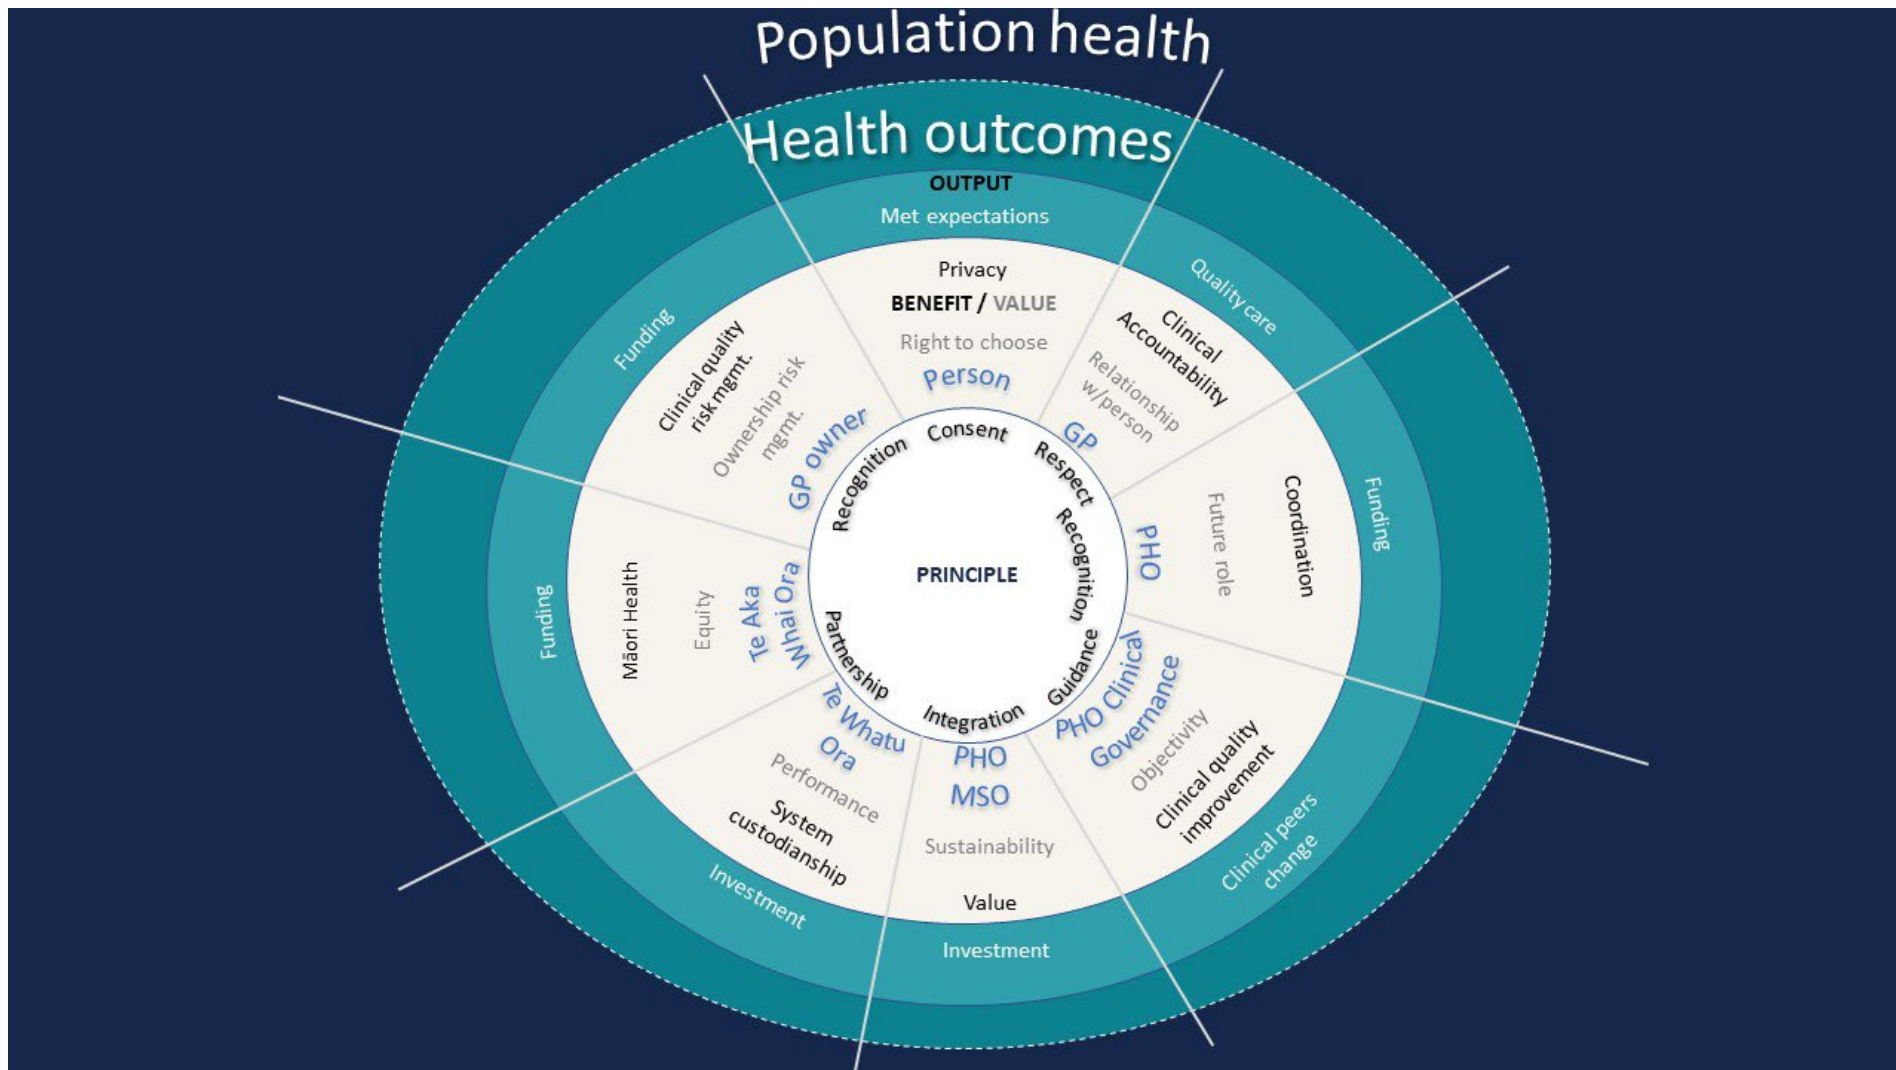 Population health
Health outcomes
OUTPUT
Met expectations
Privacy
BENEFIT / VALUE
Right to choose
Person
Consent
Quality care
Clinical
Accountability
Relationship
w/person
GP
Respect
Funding
Coordination
Future role
PHO
Recognition
Clinical peers
change
Clinical quality
improvement
Objectivity
PHO Clinical
Governance
Guidance
Integration
PHO
MSO
Sustainability
Value
Investment
Partnership
Te Whatu
Ora
Performance
System
custodianship
Investment
Te Aka
Whai Ora
Equity
Māori Health
Funding
Recognition
GP owner
Ownership risk
mgmt.
Clinical quality
risk mgmt.
Funding
PRINCIPLE